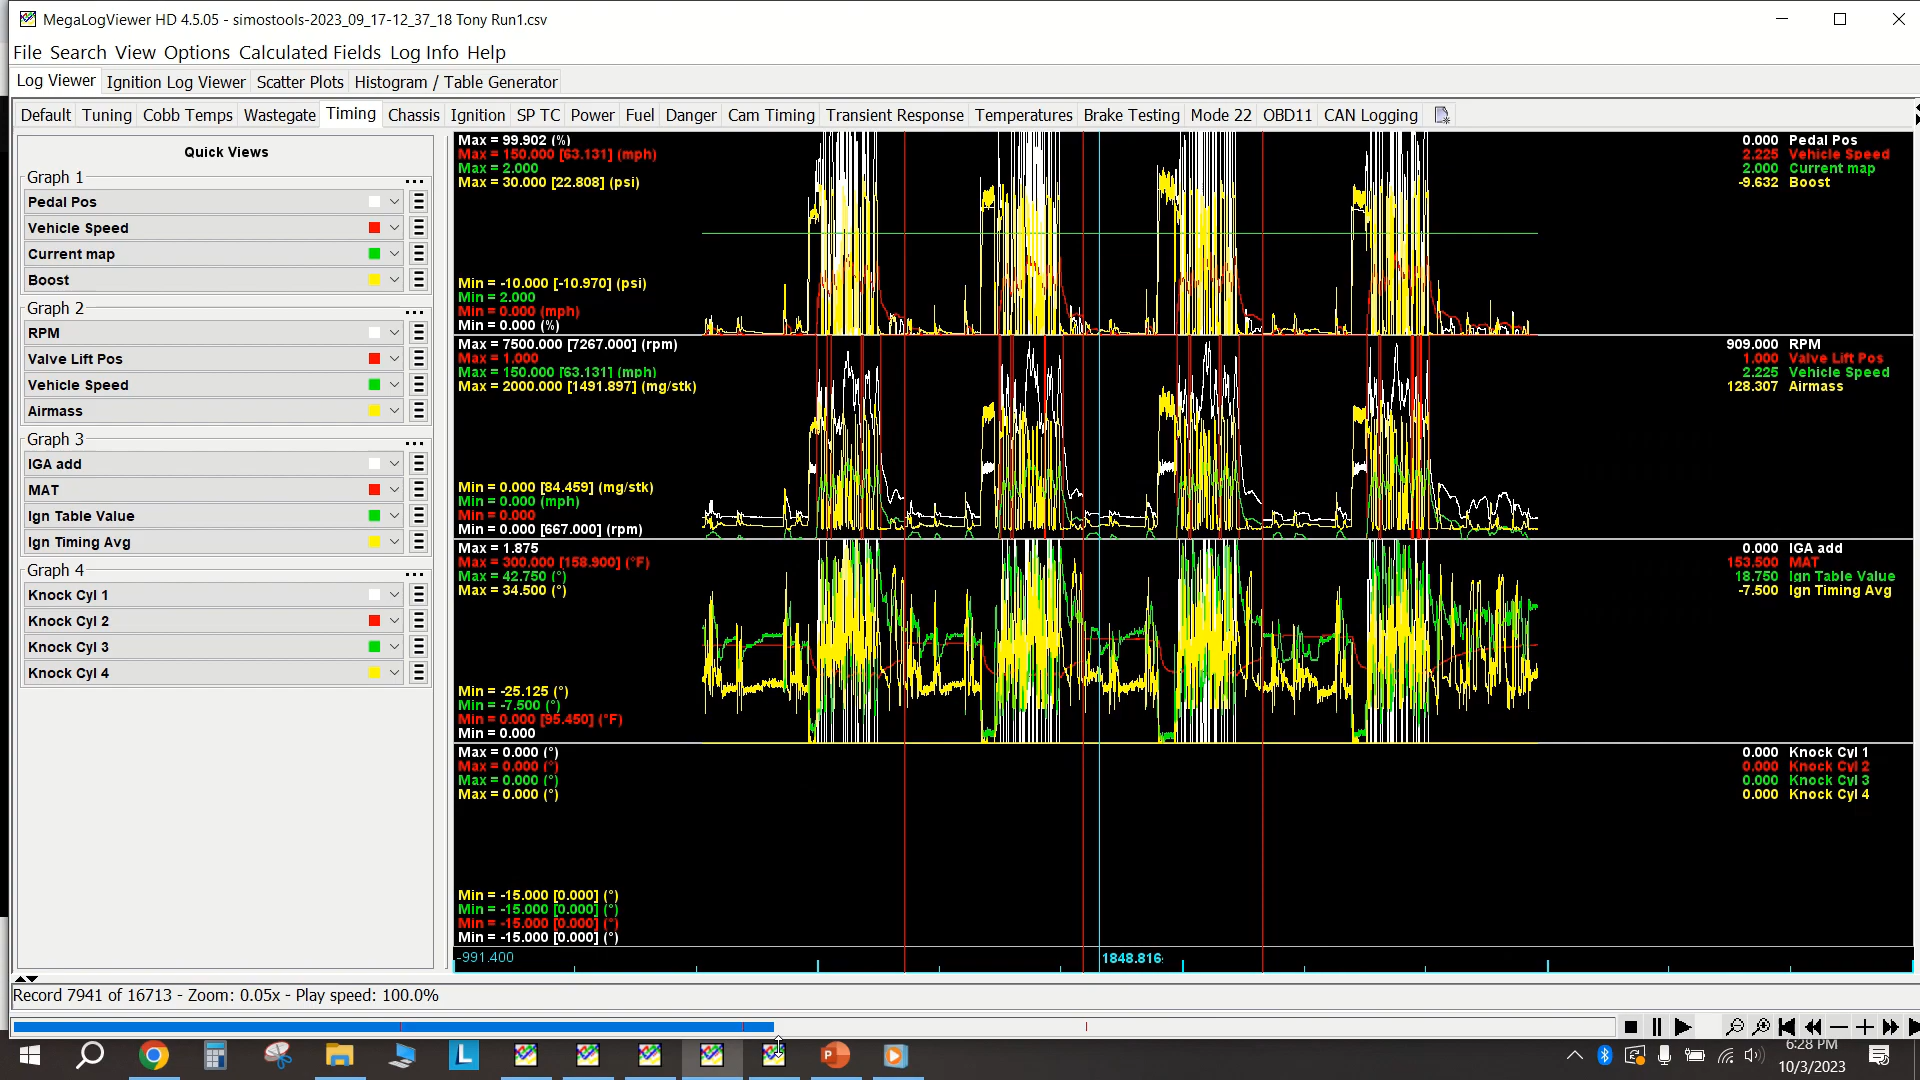 MegaLogViewer HD 4.5.05 - simostools-2023_09_17-12_37_18 Tony Run1.csv
File Search View Options Calculated Fields Log Info Help
Log Viewer Ignition Log Viewer Scatter Plots Histogram / Table Generator
Default Tuning Cobb Temps Wastegate Timing Chassis Ignition SP TC Power Fuel Danger Cam Timing Transient Response Temperatures Brake Testing Mode 22 OBD11 CAN Logging
Quick Views
Graph 1
Pedal Pos
Vehicle Speed
Current map
Boost
Graph 2
RPM
Valve Lift Pos
Vehicle Speed
Airmass
Graph 3
IGA add
MAT
Ign Table Value
Ign Timing Avg
Graph 4
Knock Cyl 1
Knock Cyl 2
Knock Cyl 3
Knock Cyl 4
Max = 99.902 (%)
Max = 150.000 [63.131] (mph)
Max = 2.000
Max = 30.000 [22.808] (psi)
0.000 Pedal Pos
2.225 Vehicle Speed
2.000 Current map
-9.632 Boost
Min = -10.000 [-10.970] (psi)
Min = 2.000
Min = 0.000 (mph)
Min = 0.000 (%)
Max = 7500.000 [7267.000] (rpm)
Max = 1.000
Max = 150.000 [63.131] (mph)
Max = 2000.000 [1491.897] (mg/stk)
909.000 RPM
1.000 Valve Lift Pos
2.225 Vehicle Speed
128.307 Airmass
Min = 0.000 [84.459] (mg/stk)
Min = 0.000 (mph)
Min = 0.000
Min = 0.000 [667.000] (rpm)
Max = 1.875
Max = 300.000 [158.900] (°F)
Max = 42.750 (°)
Max = 34.500 (°)
0.000 IGA add
153.500 MAT
18.750 Ign Table Value
-7.500 Ign Timing Avg
Min = -25.125 (°)
Min = -7.500 (°)
Min = 0.000 [95.450] (°F)
Min = 0.000
Max = 0.000 (°)
Max = 0.000 (°)
Max = 0.000 (°)
Max = 0.000 (°)
0.000 Knock Cyl 1
0.000 Knock Cyl 2
0.000 Knock Cyl 3
0.000 Knock Cyl 4
Min = -15.000 [0.000] (°)
Min = -15.000 [0.000] (°)
Min = -15.000 [0.000] (°)
Min = -15.000 [0.000] (°)
-991.400
1848.816
Record 7941 of 16713 - Zoom: 0.05x - Play speed: 100.0%
L
P
6:28 PM
10/3/2023